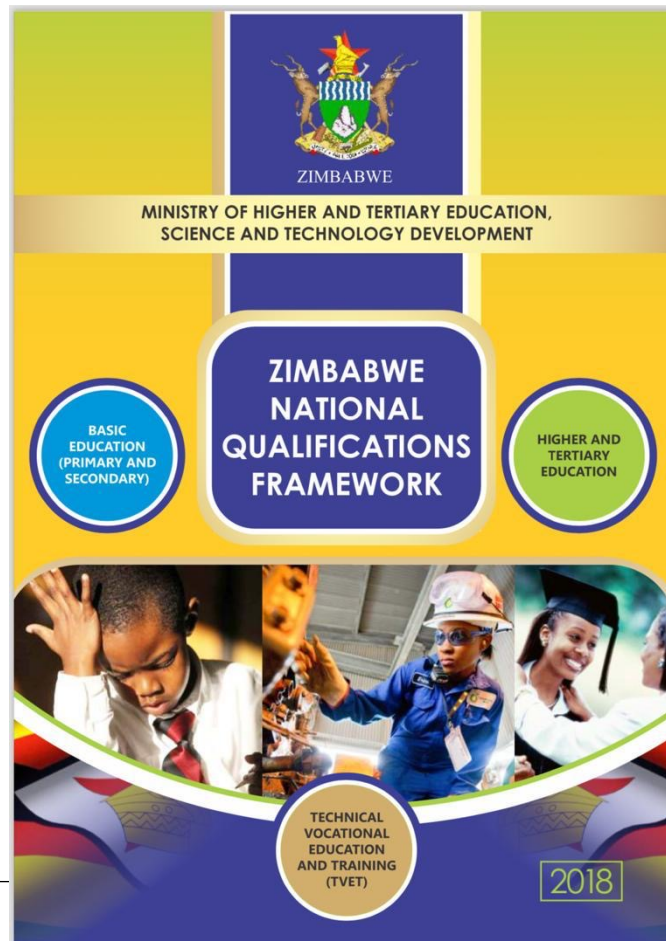 ZIMBABWE
MINISTRY OF HIGHER AND TERTIARY EDUCATION,
SCIENCE AND TECHNOLOGY DEVELOPMENT
ZIMBABWE
NATIONAL
QUALIFICATIONS
FRAMEWORK
BASIC
EDUCATION
(PRIMARY AND
SECONDARY)
HIGHER AND
TERTIARY
EDUCATION
TECHNICAL
VOCATIONAL
EDUCATION
AND TRAINING
(TVET)
2018